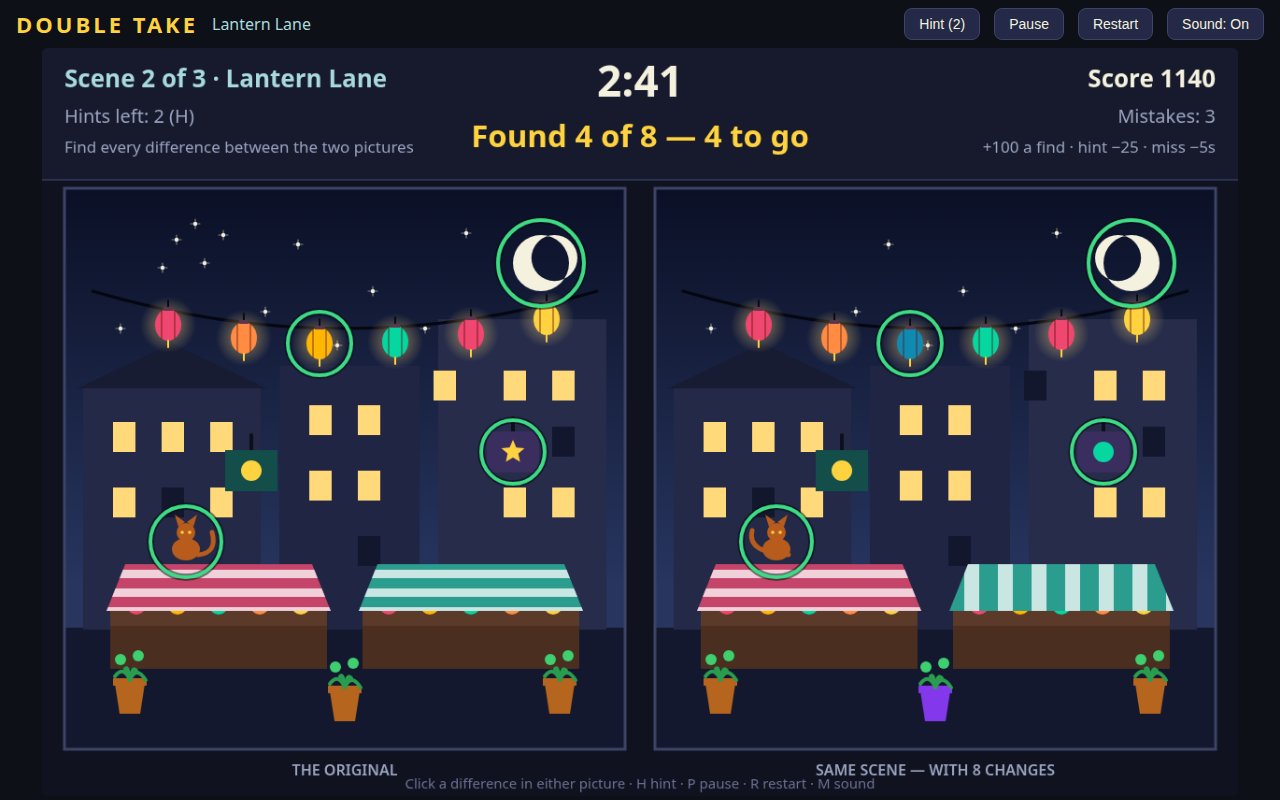 DOUBLE TAKE Lantern Lane
Hint (2) Pause Restart Sound: On
Scene 2 of 3 · Lantern Lane
Hints left: 2 (H)
Find every difference between the two pictures
2:41
Found 4 of 8 — 4 to go
Score 1140
Mistakes: 3
+100 a find · hint −25 · miss −5s
THE ORIGINAL
SAME SCENE — WITH 8 CHANGES
Click a difference in either picture · H hint · P pause · R restart · M sound